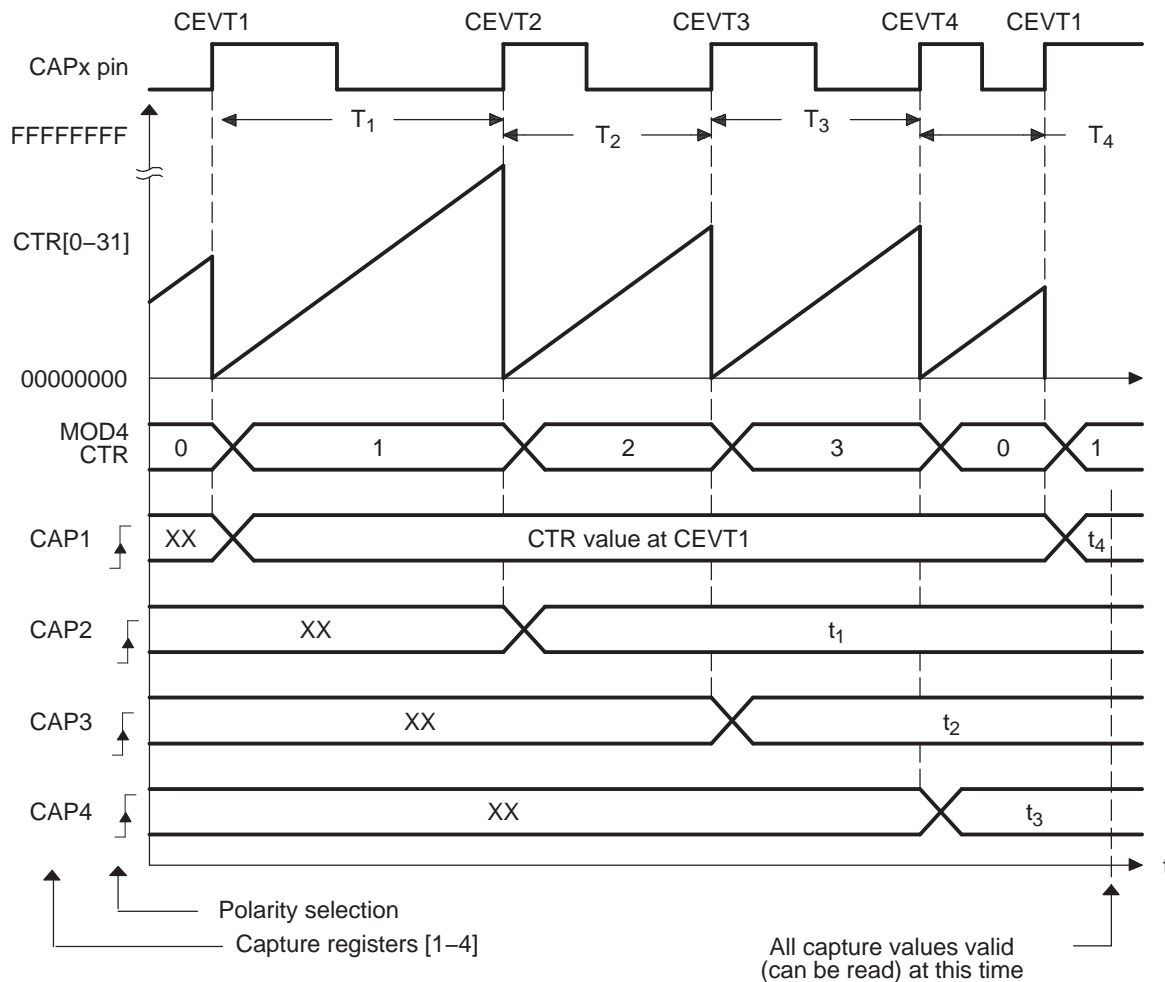 CEVT1 CEVT2 CEVT3 CEVT4 CEVT1
CAPx pin
T1 T2 T3 T4
FFFFFFFF
CTR[0−31]
00000000
MOD4
CTR
0 1 2 3 0 1
CAP1 XX CTR value at CEVT1 t4
CAP2 XX t1
CAP3 XX t2
CAP4 XX t3
t
Polarity selection
Capture registers [1−4]
All capture values valid
(can be read) at this time